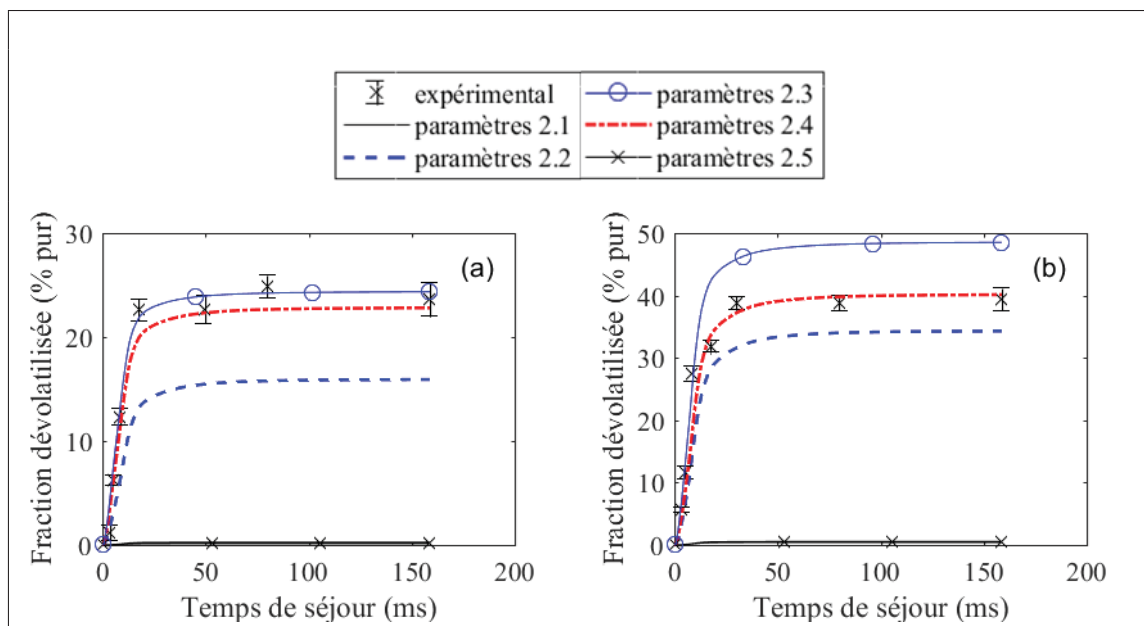 expérimental
paramètres 2.3
paramètres 2.1
paramètres 2.4
paramètres 2.2
paramètres 2.5
Fraction dévolatilisée (% pur)
30
20
10
0
(a)
0 50 100 150 200
Temps de séjour (ms)
Fraction dévolatilisée (% pur)
50
40
30
20
10
0
(b)
0 50 100 150 200
Temps de séjour (ms)